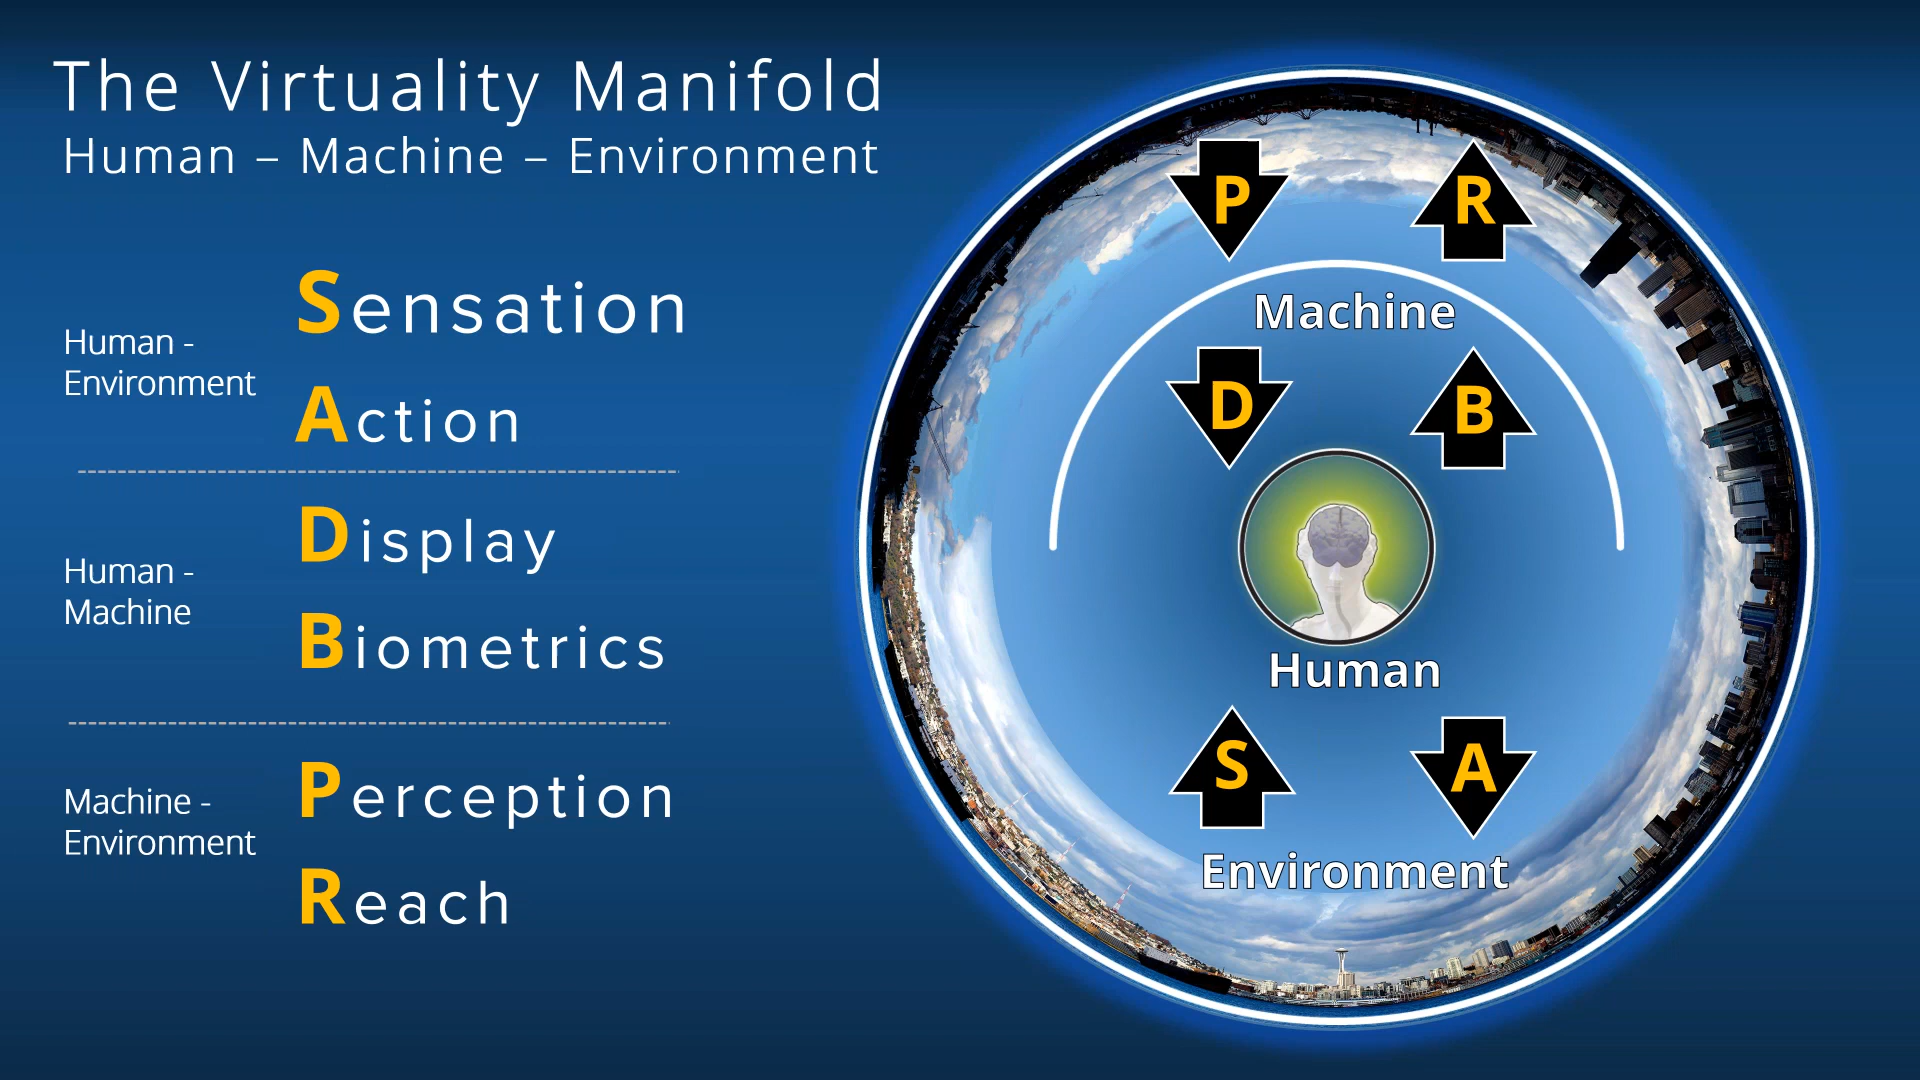 The Virtuality Manifold
Human – Machine – Environment
Human -
Environment
Sensation
Action
Human -
Machine
Display
Biometrics
Machine -
Environment
Perception
Reach
P
R
Machine
D
B
Human
S
A
Environment